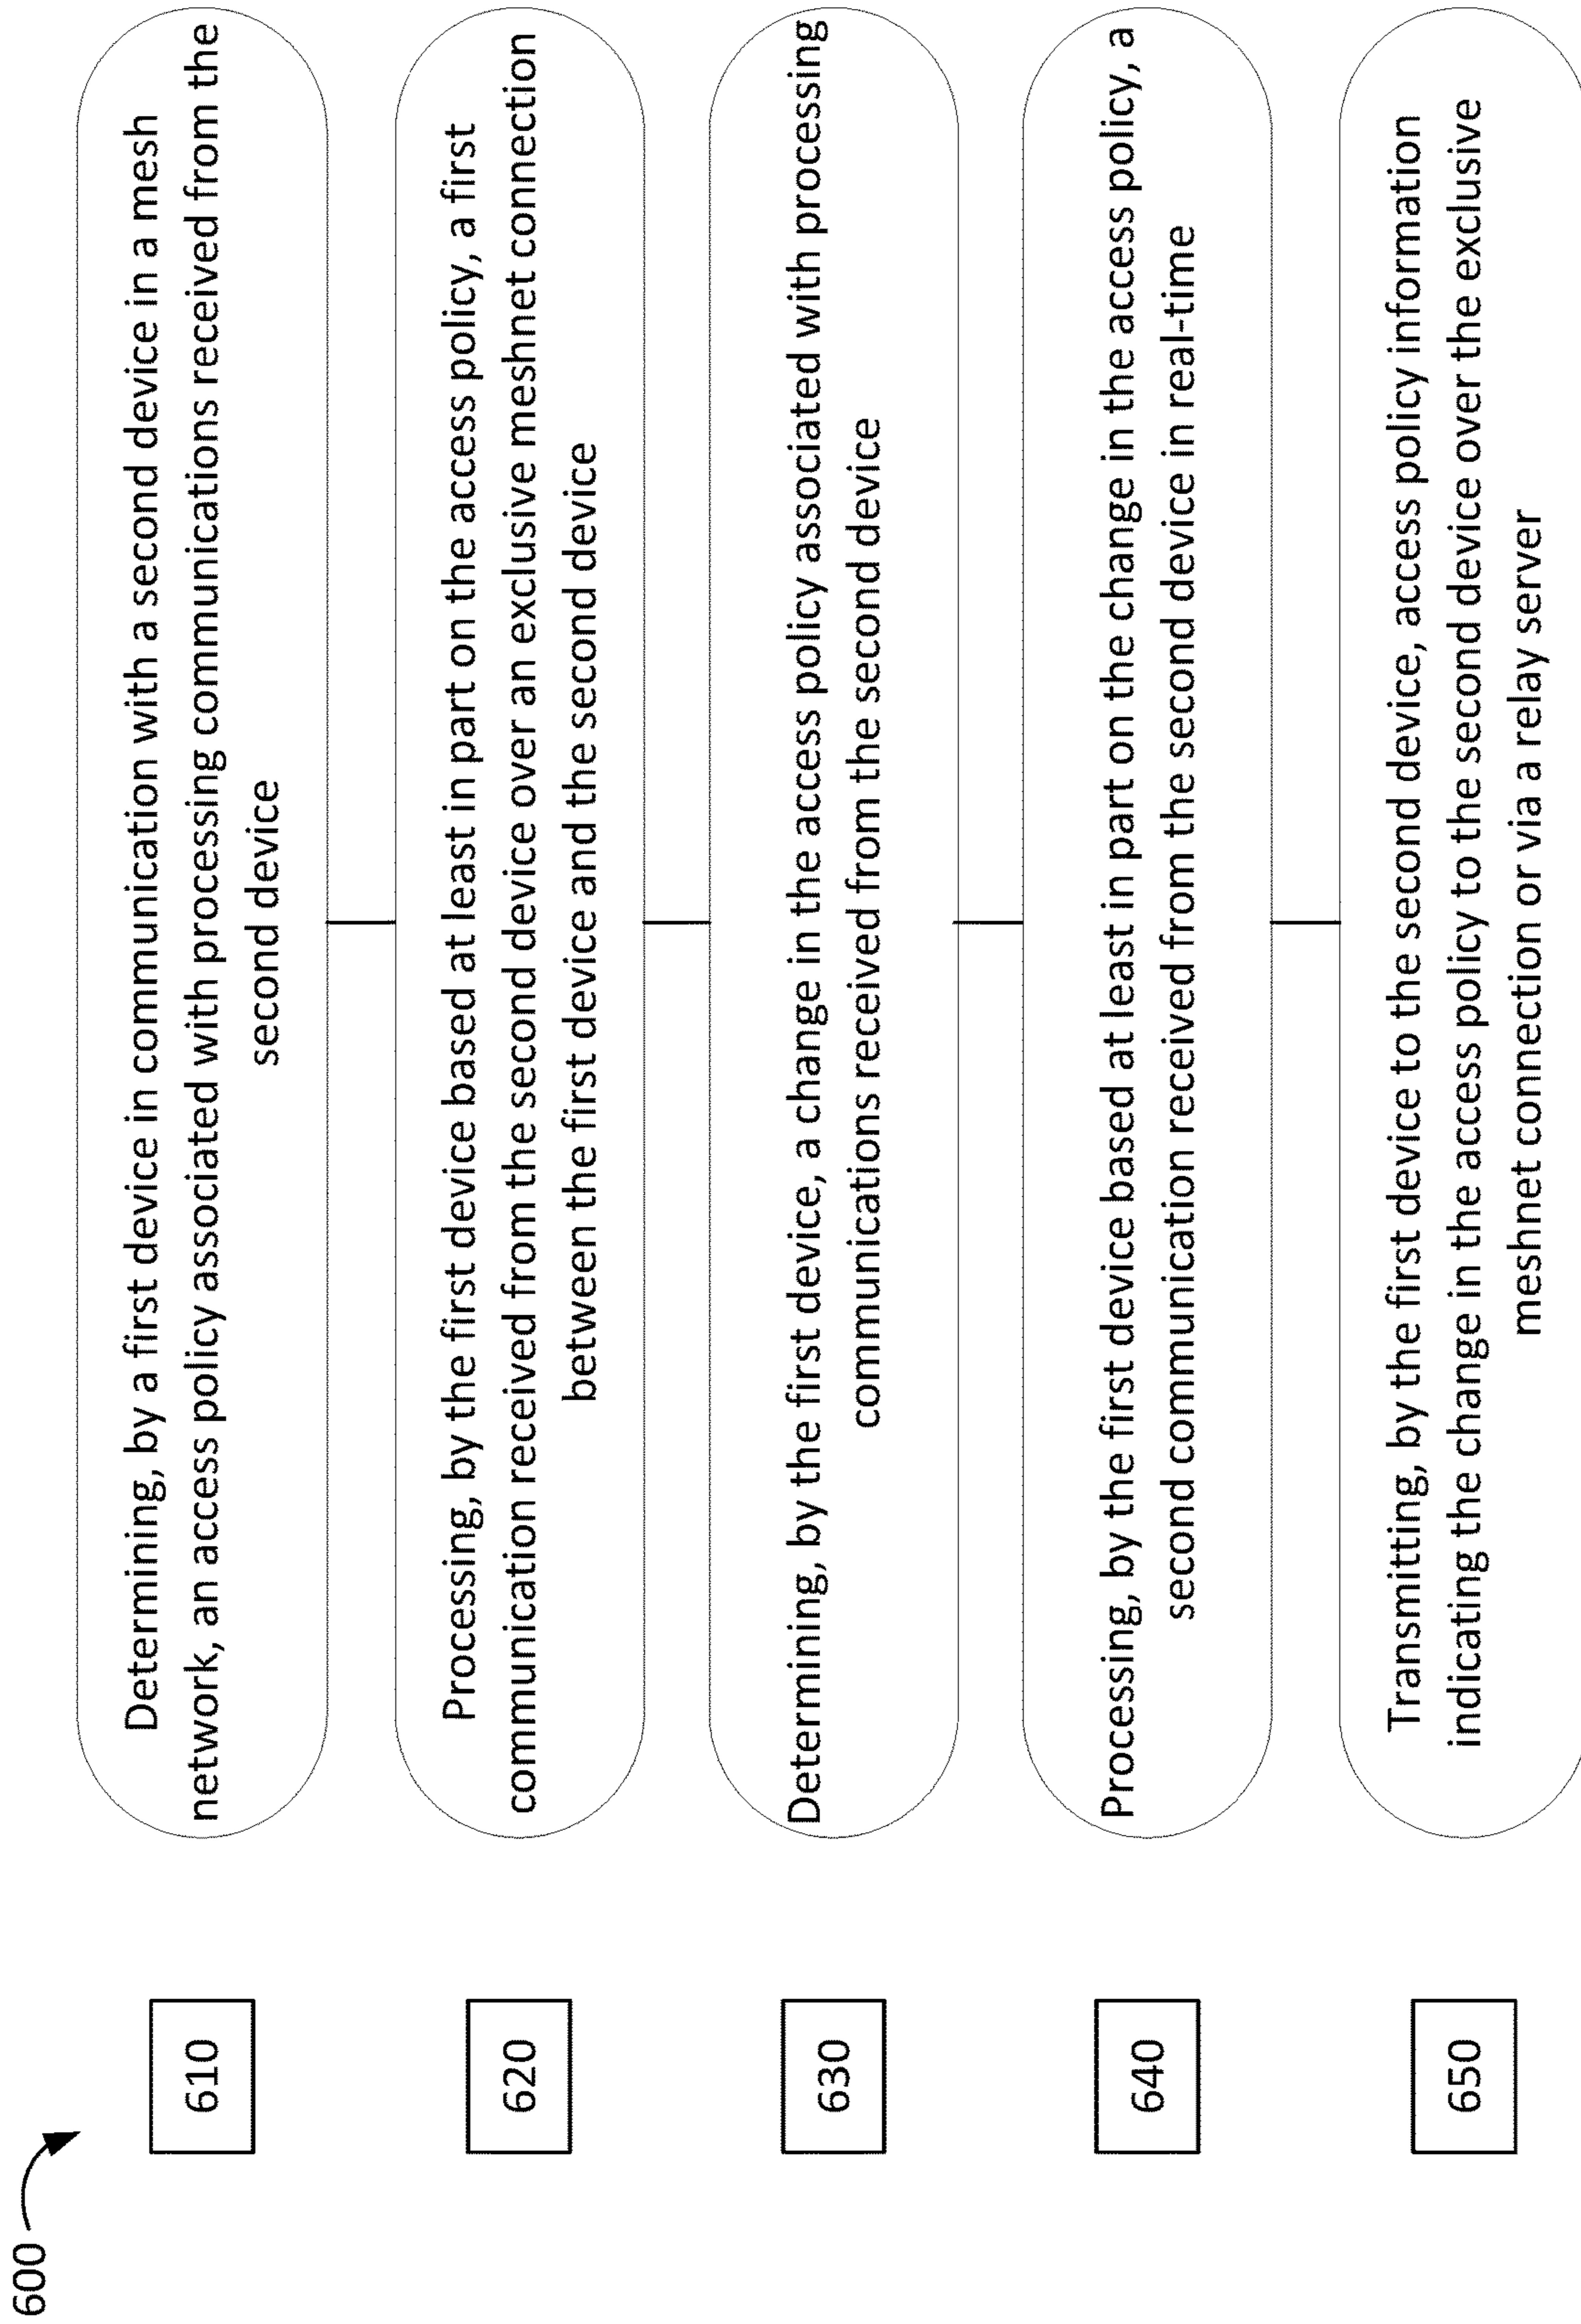 600
610
Determining, by a first device in communication with a second device in a mesh
network, an access policy associated with processing communications received from the
second device
620
Processing, by the first device based at least in part on the access policy, a first
communication received from the second device over an exclusive meshnet connection
between the first device and the second device
630
Determining, by the first device, a change in the access policy associated with processing
communications received from the second device
640
Processing, by the first device based at least in part on the change in the access policy, a
second communication received from the second device in real-time
650
Transmitting, by the first device to the second device, access policy information
indicating the change in the access policy to the second device over the exclusive
meshnet connection or via a relay server